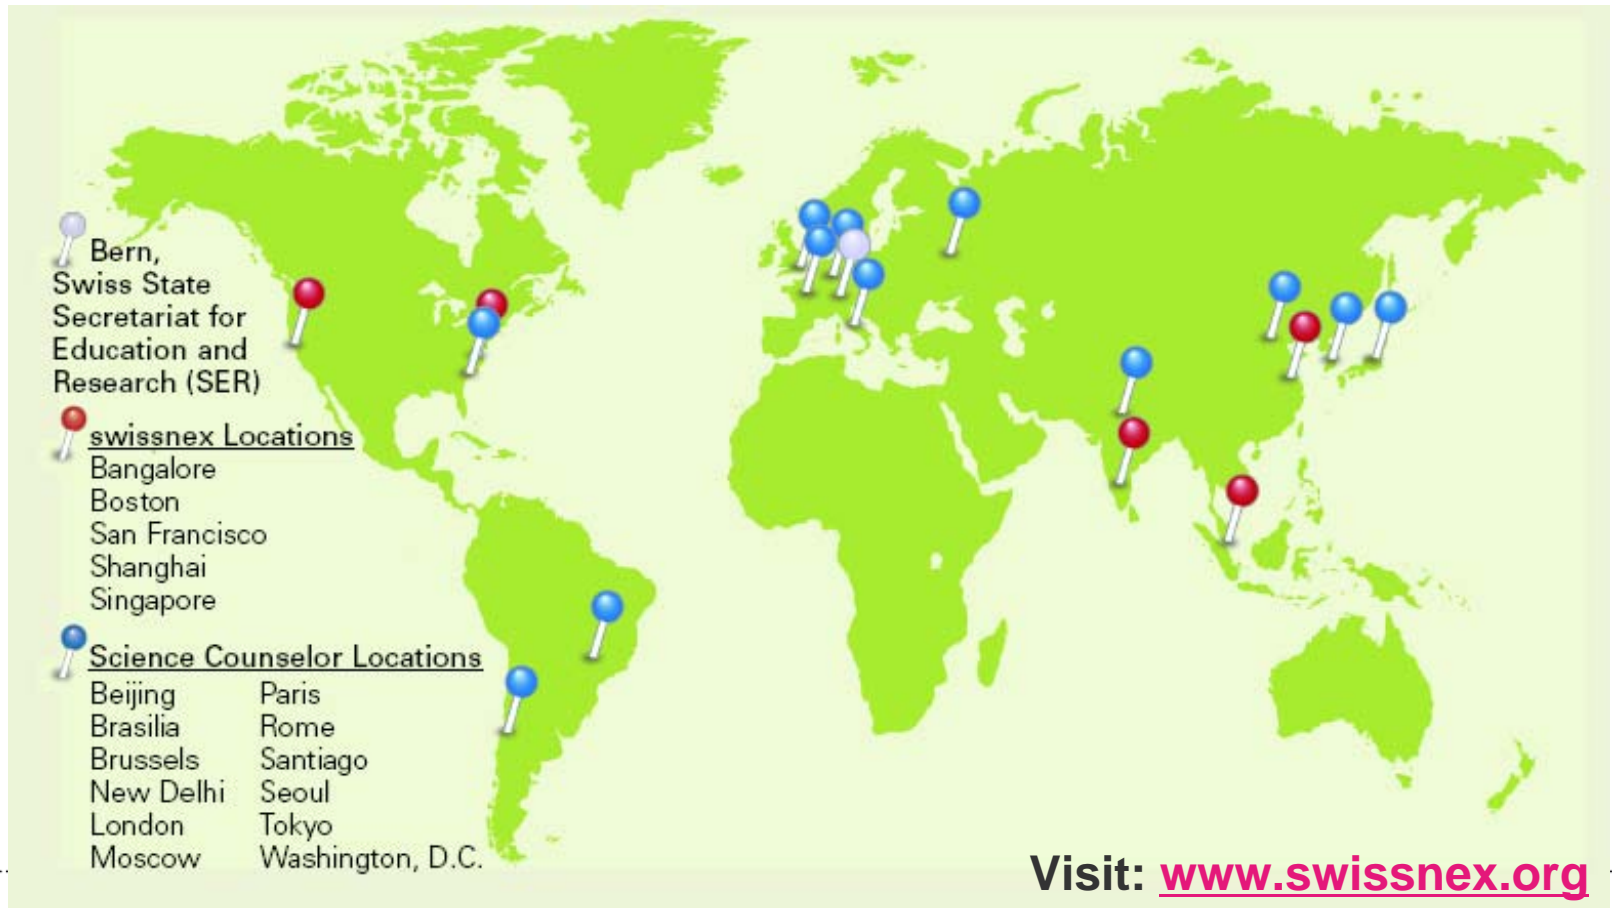 Bern,
Swiss State
Secretariat for
Education and
Research (SER)
swissnex Locations
Bangalore
Boston
San Francisco
Shanghai
Singapore
Science Counselor Locations
Beijing Paris
Brasilia Rome
Brussels Santiago
New Delhi Seoul
London Tokyo
Moscow Washington, D.C.
Visit: www.swissnex.org